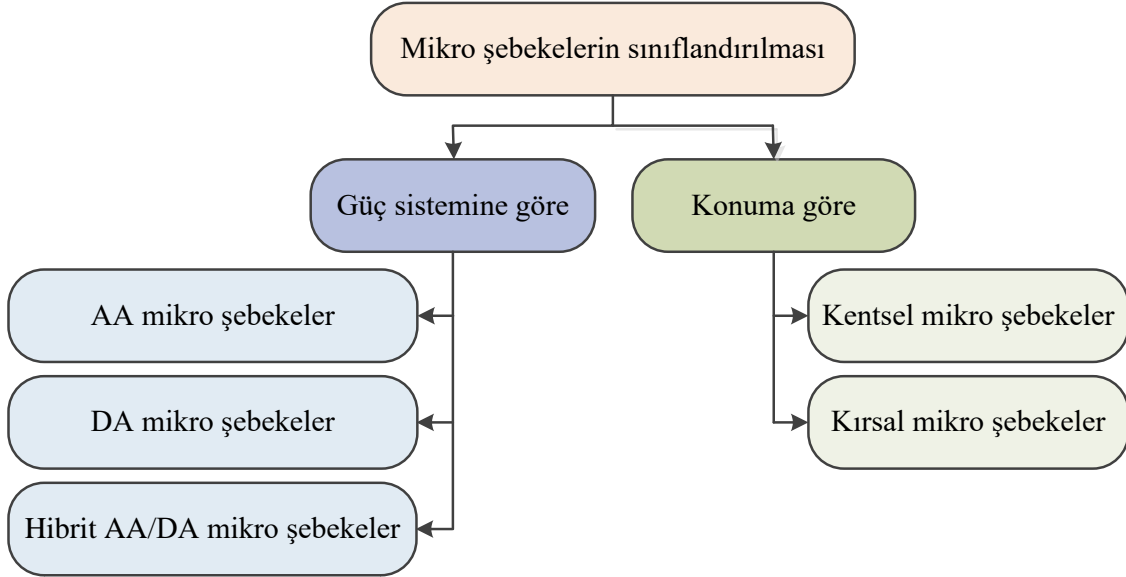 Mikro şebekelerin sınıflandırılması
Güç sistemine göre
Konuma göre
AA mikro şebekeler
DA mikro şebekeler
Hibrit AA/DA mikro şebekeler
Kentsel mikro şebekeler
Kırsal mikro şebekeler